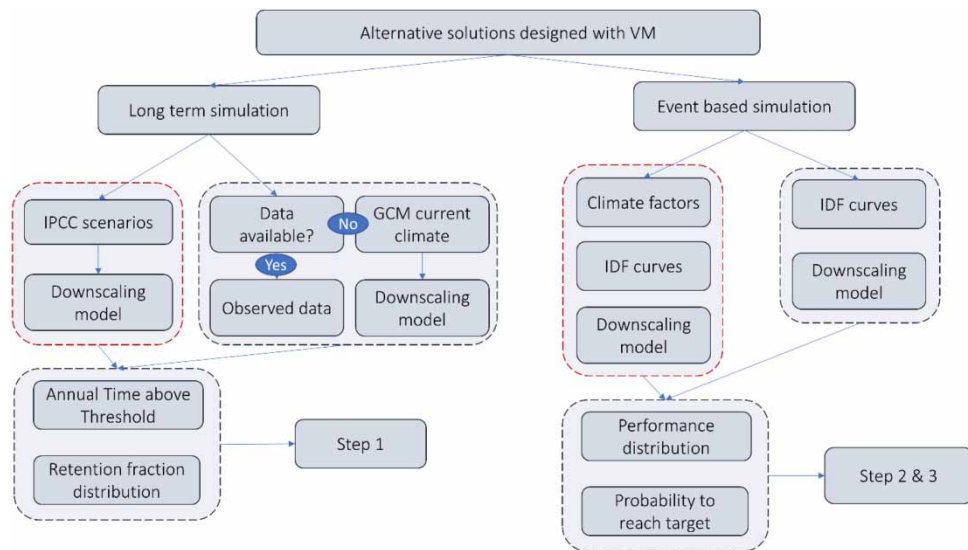 Alternative solutions designed with VM
Long term simulation
Event based simulation
IPCC scenarios
Downscaling
model
Data
available?
No
GCM current
climate
Yes
Observed data
Downscaling
model
Climate factors
IDF curves
Downscaling
model
IDF curves
Downscaling
model
Annual Time above
Threshold
Retention fraction
distribution
Step 1
Performance
distribution
Probability to
reach target
Step 2 & 3